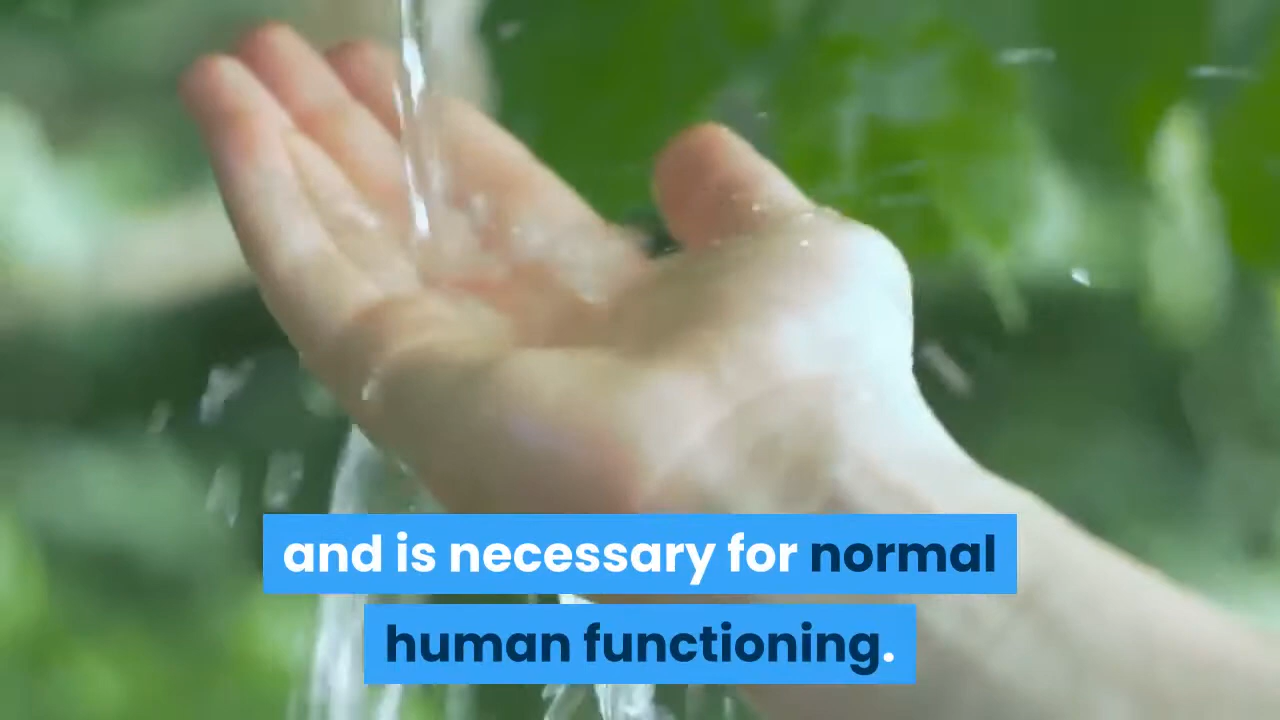 and is necessary for normal
human functioning.